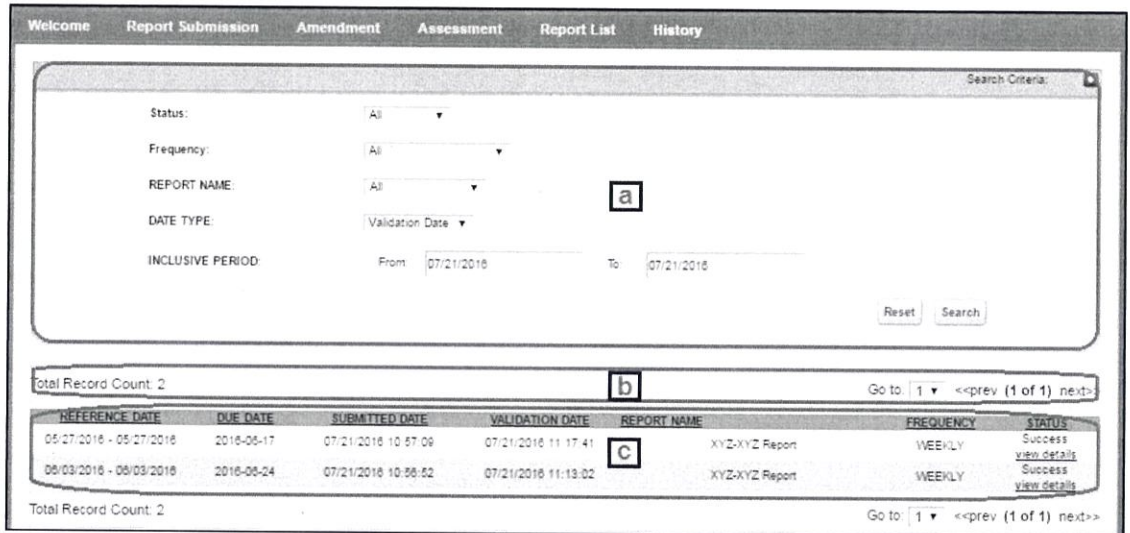 Welcome Report Submission Amendment Assessment Report List History
Search Criteria:
Status: All
Frequency: All
REPORT NAME: All
a
DATE TYPE: Validation Date
INCLUSIVE PERIOD: From: 07/21/2016 To: 07/21/2016
Reset Search
Total Record Count: 2 b Go to: 1 <<prev (1 of 1) next>>
REFERENCE DATE DUE DATE SUBMITTED DATE VALIDATION DATE REPORT NAME FREQUENCY STATUS
05/27/2016 - 05/27/2016 2016-06-17 07/21/2016 10:57:09 07/21/2016 11:17:41 XYZ-XYZ Report WEEKLY Success
c view details
06/03/2016 - 06/03/2016 2016-06-24 07/21/2016 10:56:52 07/21/2016 11:13:02 XYZ-XYZ Report WEEKLY Success
view details
Total Record Count: 2 Go to: 1 <<prev (1 of 1) next>>